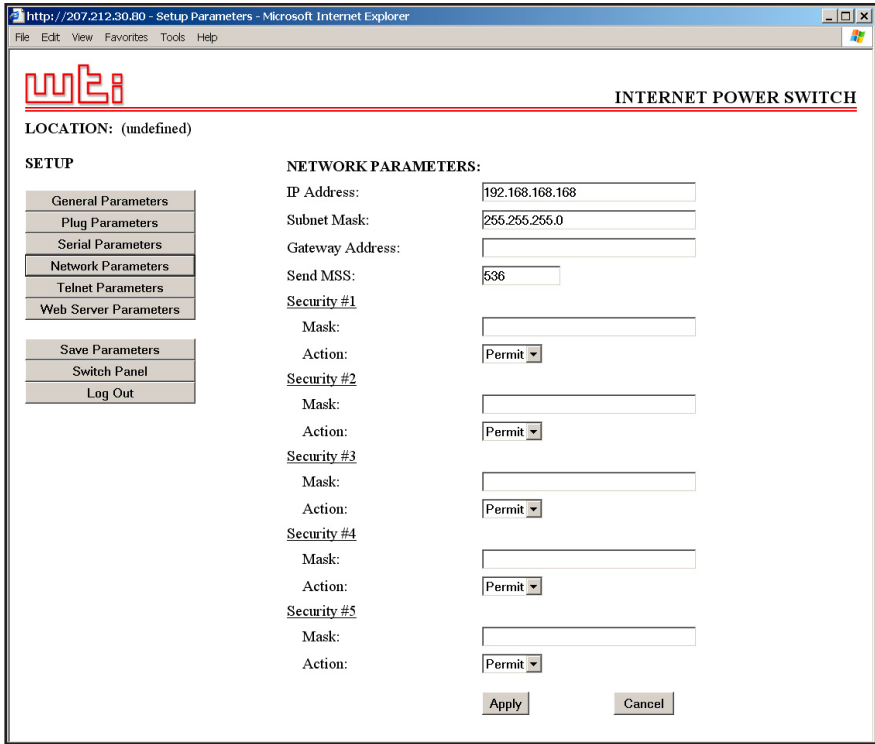 http://207.212.30.80 - Setup Parameters - Microsoft Internet Explorer
File Edit View Favorites Tools Help
wti
INTERNET POWER SWITCH
LOCATION: (undefined)
SETUP
General Parameters
Plug Parameters
Serial Parameters
Network Parameters
Telnet Parameters
Web Server Parameters
Save Parameters
Switch Panel
Log Out
NETWORK PARAMETERS:
IP Address: 192.168.168.168
Subnet Mask: 255.255.255.0
Gateway Address:
Send MSS: 536
Security #1
Mask:
Action: Permit
Security #2
Mask:
Action: Permit
Security #3
Mask:
Action: Permit
Security #4
Mask:
Action: Permit
Security #5
Mask:
Action: Permit
Apply Cancel